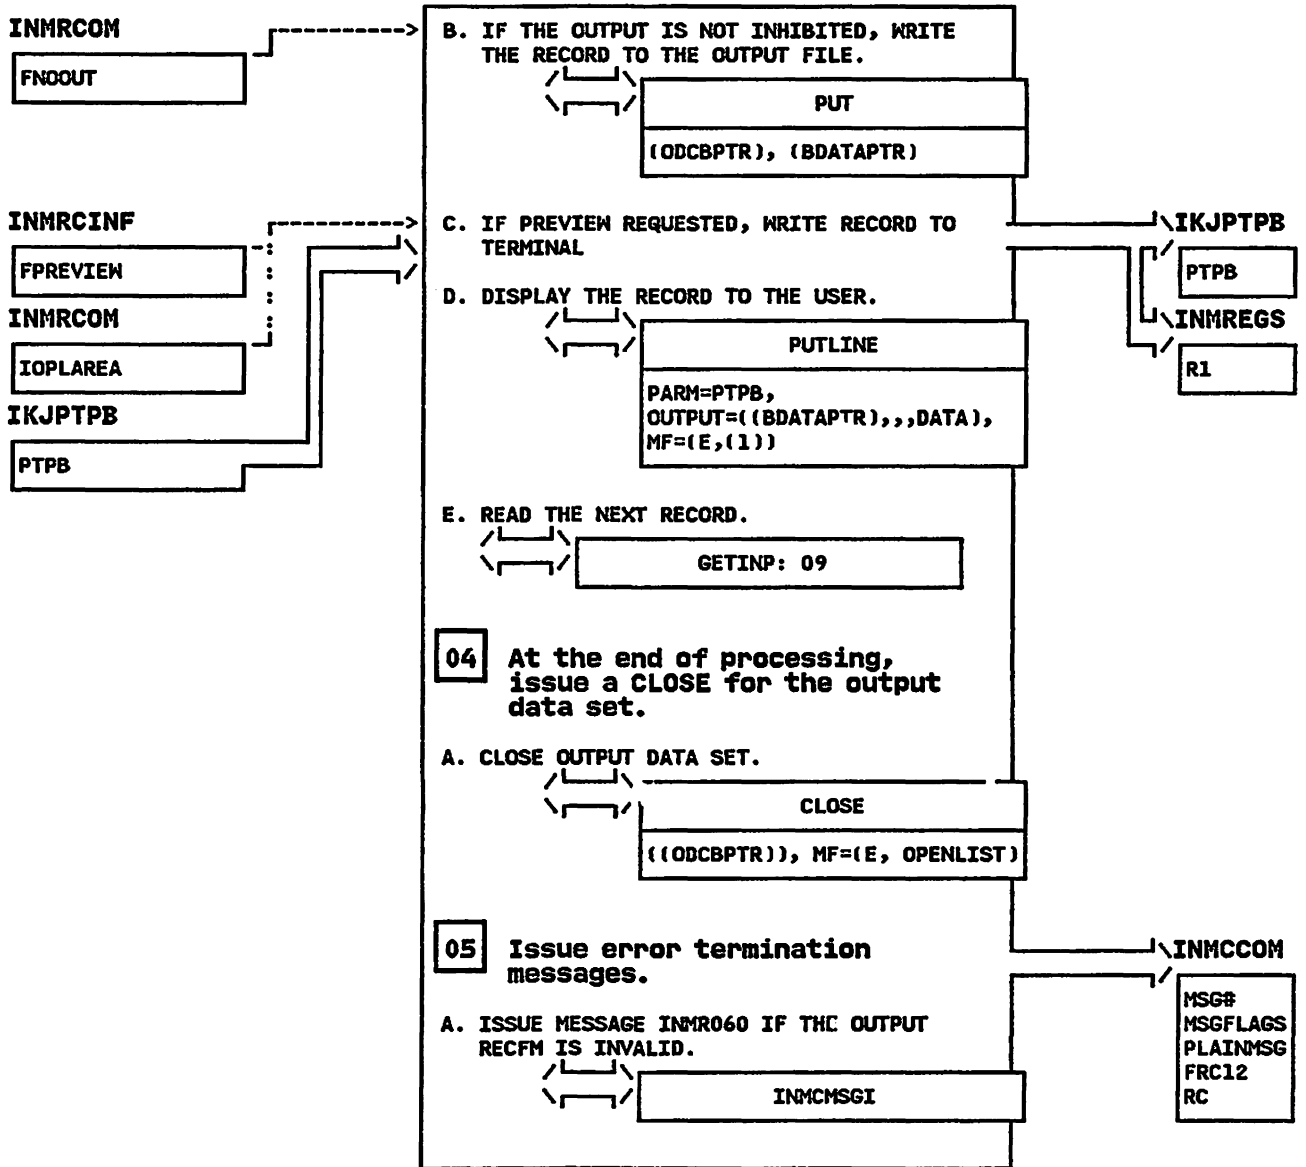 INMRCOM
FNOOUT
B. IF THE OUTPUT IS NOT INHIBITED, WRITE
THE RECORD TO THE OUTPUT FILE.
PUT
(ODCBPTR), (BDATAPTR)
INMRCINF
FPREVIEW
INMRCOM
IOPLAREA
IKJPTPB
PTPB
C. IF PREVIEW REQUESTED, WRITE RECORD TO
TERMINAL
IKJPTPB
PTPB
INMREGS
R1
D. DISPLAY THE RECORD TO THE USER.
PUTLINE
PARM=PTPB,
OUTPUT=((BDATAPTR),,,DATA),
MF=(E,(1))
E. READ THE NEXT RECORD.
GETINP: 09
04 At the end of processing,
issue a CLOSE for the output
data set.
A. CLOSE OUTPUT DATA SET.
CLOSE
((ODCBPTR)), MF=(E, OPENLIST)
05 Issue error termination
messages.
INMCCOM
MSG#
MSGFLAGS
PLAINMSG
FRC12
RC
A. ISSUE MESSAGE INMR060 IF THE OUTPUT
RECFM IS INVALID.
INMCMSGI